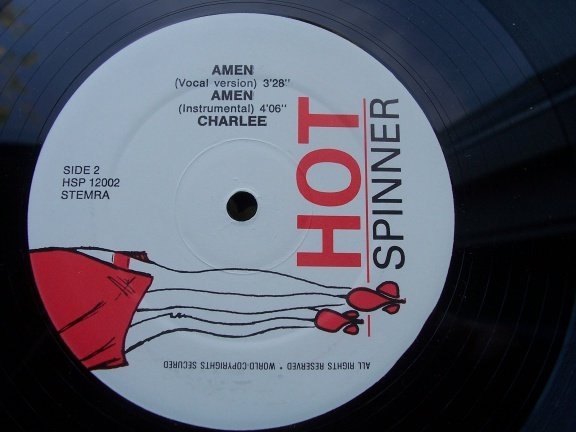 AMEN
(Vocal version) 3'28"
AMEN
(Instrumental) 4'06"
CHARLEE
SIDE 2
HSP 12002
STEMRA
HOT
SPINNER
ALL RIGHTS RESERVED * WORLD-COPYRIGHTS SECURED